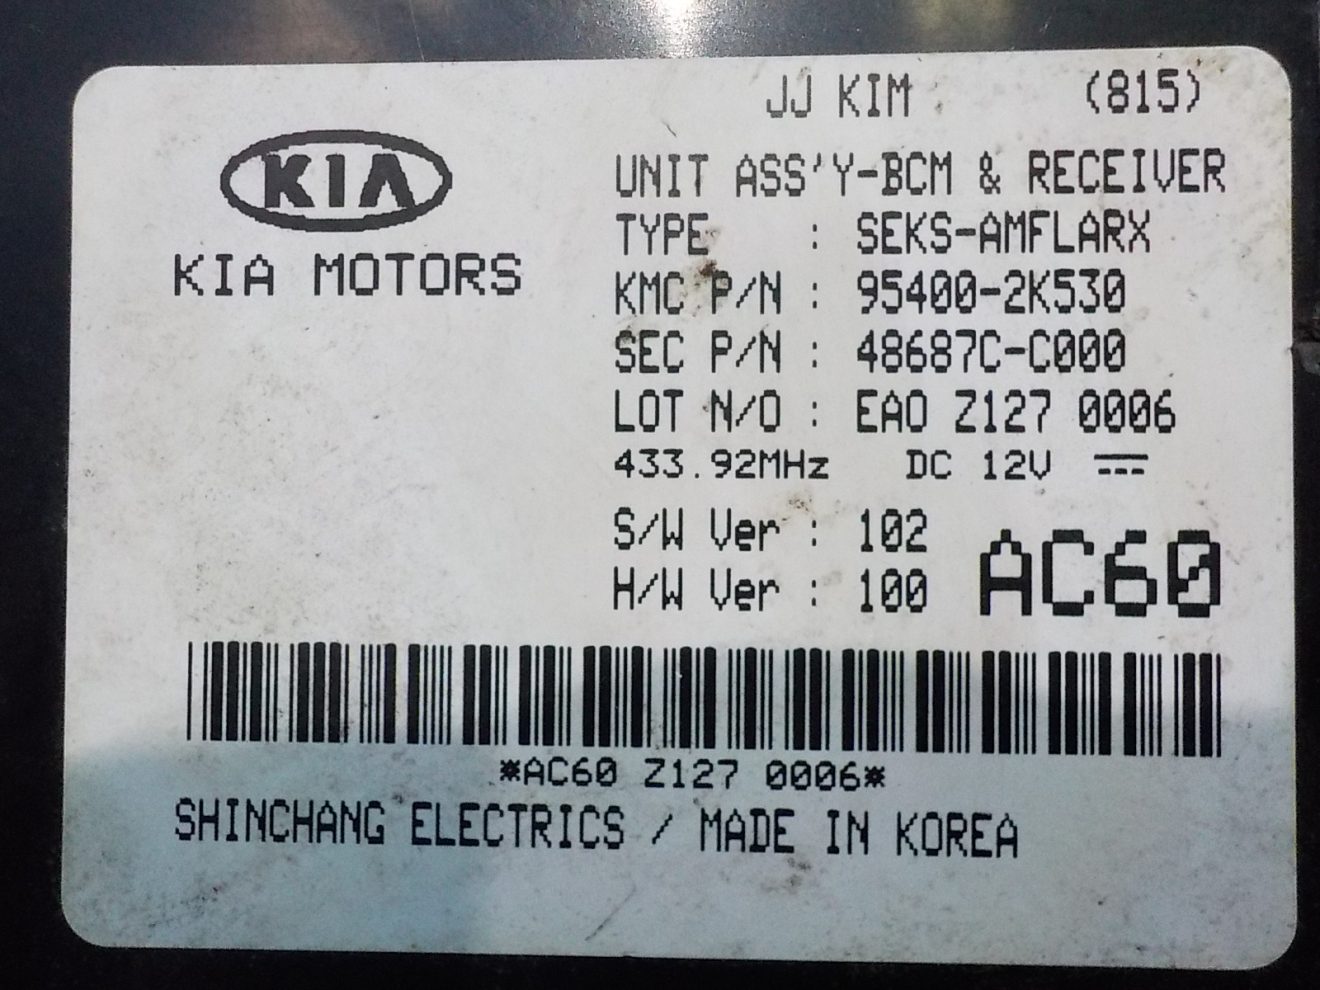 JJ KIM (815)
KIA
KIA MOTORS
UNIT ASS'Y-BCM & RECEIVER
TYPE : SEKS-AMFLARX
KMC P/N : 95400-2K530
SEC P/N : 48687C-C000
LOT N/O : EAO Z127 0006
433.92MHz DC 12V
S/W Ver : 102
H/W Ver : 100
AC60
*AC60 Z127 0006*
SHINCHANG ELECTRICS / MADE IN KOREA